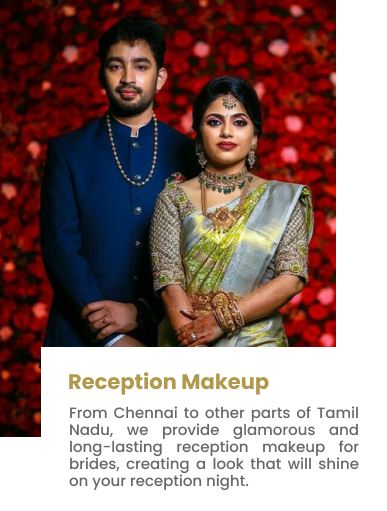 Reception Makeup
From Chennai to other parts of Tamil
Nadu, we provide glamorous and
long-lasting reception makeup for
brides, creating a look that will shine
on your reception night.